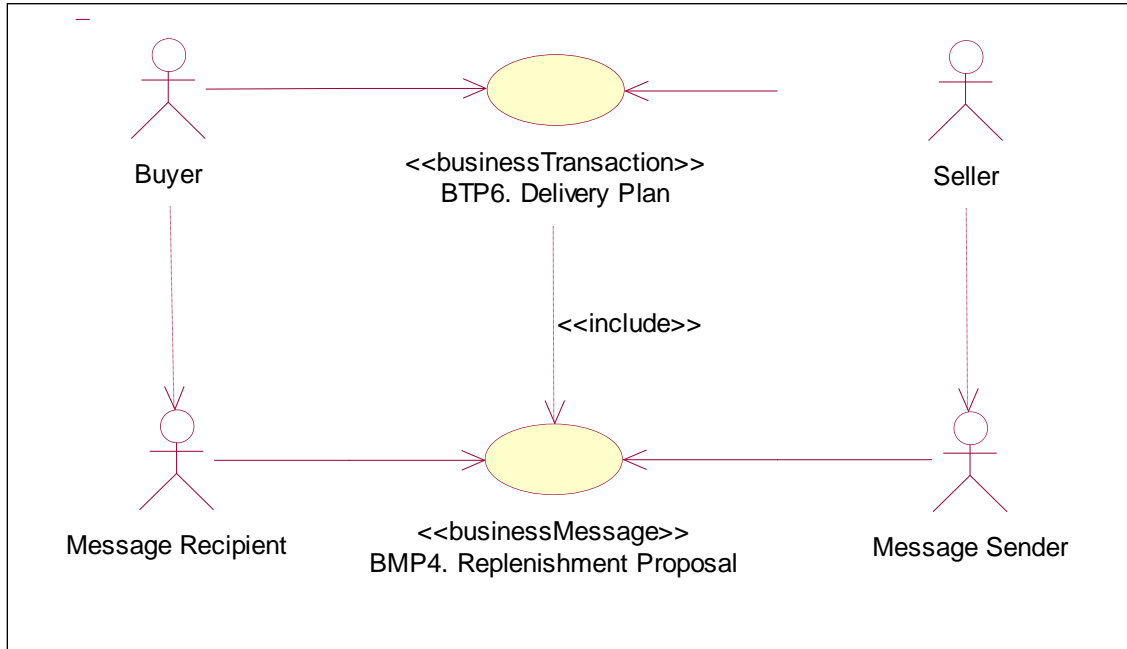 Buyer
<<businessTransaction>>
BTP6. Delivery Plan
Seller
<<include>>
Message Recipient
<<businessMessage>>
BMP4. Replenishment Proposal
Message Sender